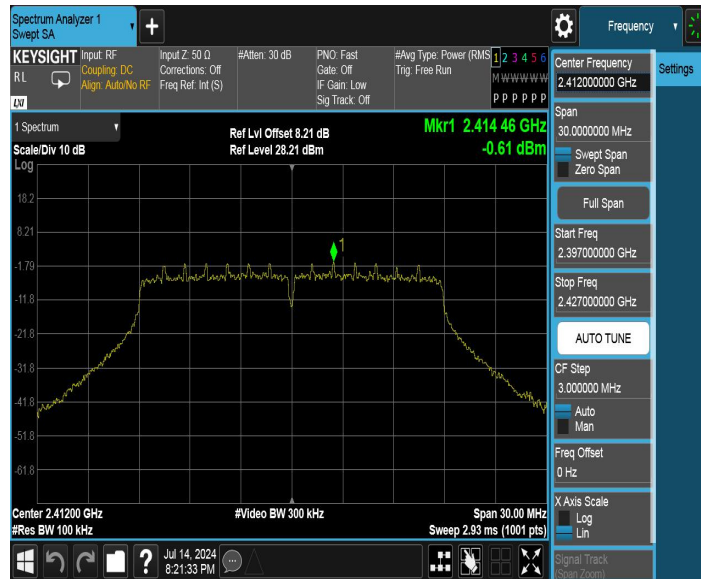 Spectrum Analyzer 1
Swept SA
Frequency
KEYSIGHT
RL
LXI
Input: RF
Coupling: DC
Align: Auto/No RF
Input Z: 50 Ω
Corrections: Off
Freq Ref: Int (S)
#Atten: 30 dB
PNO: Fast
Gate: Off
IF Gain: Low
Sig Track: Off
#Avg Type: Power (RMS
Trig: Free Run
1 2 3 4 5 6
M W W W W W
P P P P P P
1 Spectrum
Scale/Div 10 dB
Log
Ref Lvl Offset 8.21 dB
Ref Level 28.21 dBm
Mkr1 2.414 46 GHz
-0.61 dBm
18.2
8.21
-1.79
-11.8
-21.8
-31.8
-41.8
-51.8
-61.8
1
Center 2.41200 GHz
#Res BW 100 kHz
#Video BW 300 kHz
Span 30.00 MHz
Sweep 2.93 ms (1001 pts)
Jul 14, 2024
8:21:33 PM
Center Frequency
2.412000000 GHz
Span
30.0000000 MHz
Swept Span
Zero Span
Full Span
Start Freq
2.397000000 GHz
Stop Freq
2.427000000 GHz
AUTO TUNE
CF Step
3.000000 MHz
Auto
Man
Freq Offset
0 Hz
X Axis Scale
Log
Lin
Signal Track
(Span Zoom)
Settings